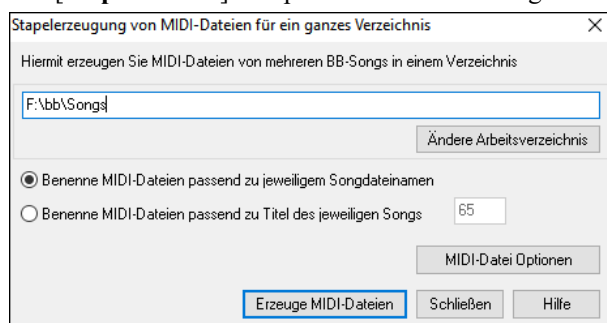 Stapelerzeugung von MIDI-Dateien für ein ganzes Verzeichnis
Hiermit erzeugen Sie MIDI-Dateien von mehreren BB-Songs in einem Verzeichnis
F:\bb\Songs
Ändere Arbeitsverzeichnis
Benenne MIDI-Dateien passend zu jeweiligem Songdateinamen
Benenne MIDI-Dateien passend zu Titel des jeweiligen Songs 65
MIDI-Datei Optionen
Erzeuge MIDI-Dateien Schließen Hilfe